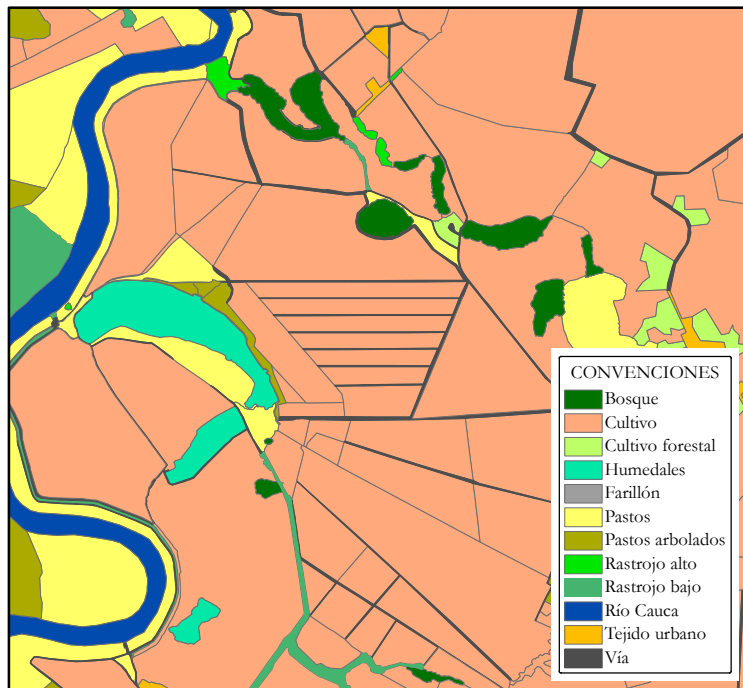 CONVENCIONES
Bosque
Cultivo
Cultivo forestal
Humedales
Farillón
Pastos
Pastos arbolados
Rastrojo alto
Rastrojo bajo
Río Cauca
Tejido urbano
Vía